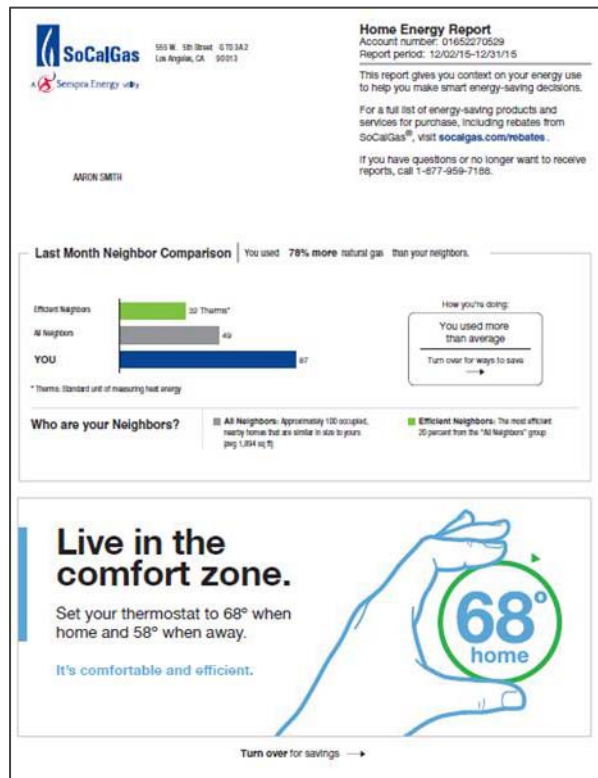 SoCalGas
A Sempra Energy utility
555 W. 5th Street GT03A2
Los Angeles, CA 90013
Home Energy Report
Account number: 01652270529
Report period: 12/02/15–12/31/15
This report gives you context on your energy use
to help you make smart energy-saving decisions.
For a full list of energy-saving products and
services for purchase, including rebates from
SoCalGas®, visit socalgas.com/rebates .
If you have questions or no longer want to receive
reports, call 1-877-959-7188.
AARON SMITH
Last Month Neighbor Comparison | You used 78% more natural gas than your neighbors.
Efficient Neighbors 32 Therms*
All Neighbors 49
YOU 87
* Therms: Standard unit of measuring heat energy
How you're doing:
You used more
than average
Turn over for ways to save
Who are your Neighbors?
All Neighbors: Approximately 100 occupied,
nearby homes that are similar in size to yours
(avg 1,894 sq ft)
Efficient Neighbors: The most efficient
20 percent from the "All Neighbors" group
Live in the
comfort zone.
Set your thermostat to 68° when
home and 58° when away.
It's comfortable and efficient.
68°
home
Turn over for savings